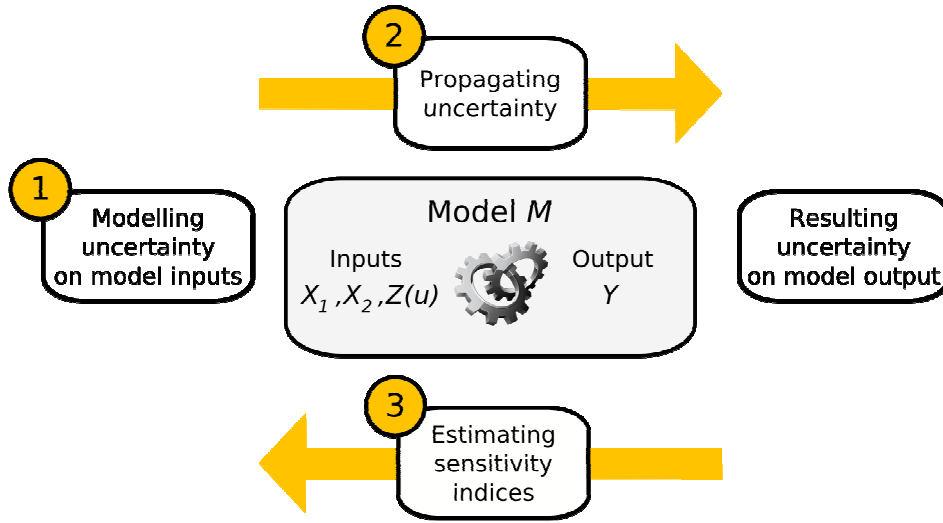 2
Propagating
uncertainty
1
Modelling
uncertainty
on model inputs
Model M
Inputs
X1 ,X2 ,Z(u)
Output
Y
Resulting
uncertainty
on model output
3
Estimating
sensitivity
indices